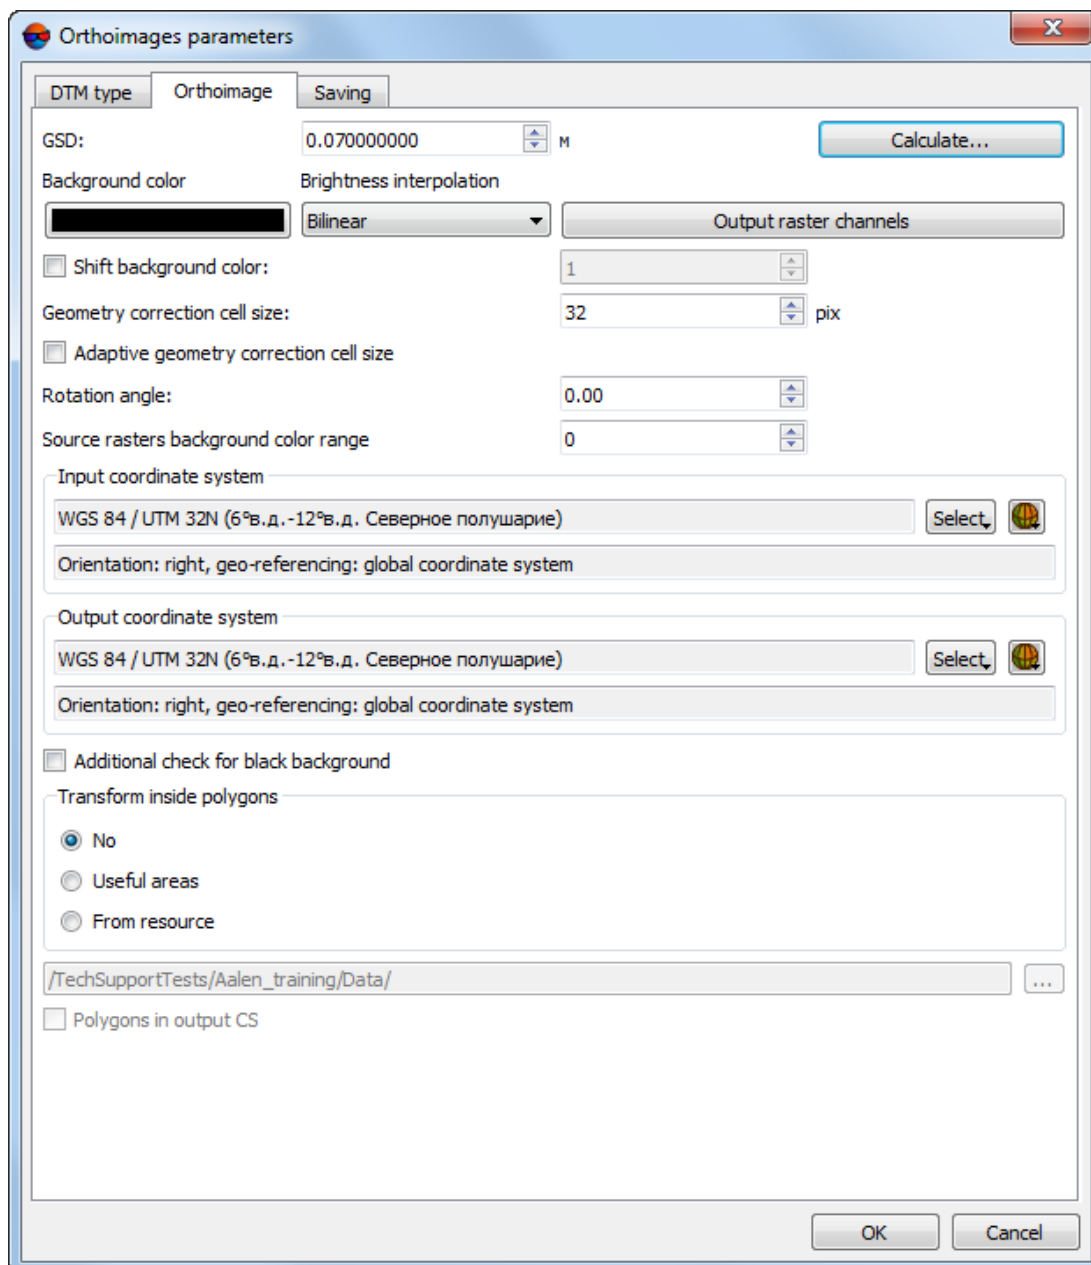 Orthoimages parameters
DTM type Orthoimage Saving
GSD: 0.070000000 м Calculate...
Background color Brightness interpolation
Bilinear Output raster channels
Shift background color: 1
Geometry correction cell size: 32 pix
Adaptive geometry correction cell size
Rotation angle: 0.00
Source rasters background color range 0
Input coordinate system
WGS 84 / UTM 32N (6°в.д.-12°в.д. Северное полушарие) Select
Orientation: right, geo-referencing: global coordinate system
Output coordinate system
WGS 84 / UTM 32N (6°в.д.-12°в.д. Северное полушарие) Select
Orientation: right, geo-referencing: global coordinate system
Additional check for black background
Transform inside polygons
No
Useful areas
From resource
/TechSupportTests/Aalen_training/Data/ ...
Polygons in output CS
OK Cancel